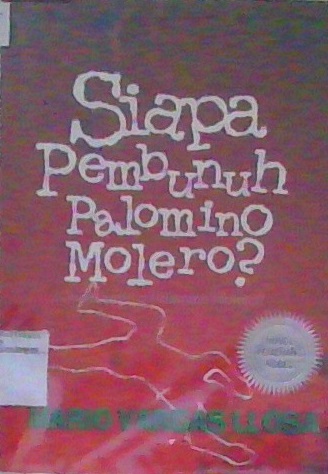 Siapa
Pembunuh
Palomino
Molero?
MARIO VARGAS LLOSA